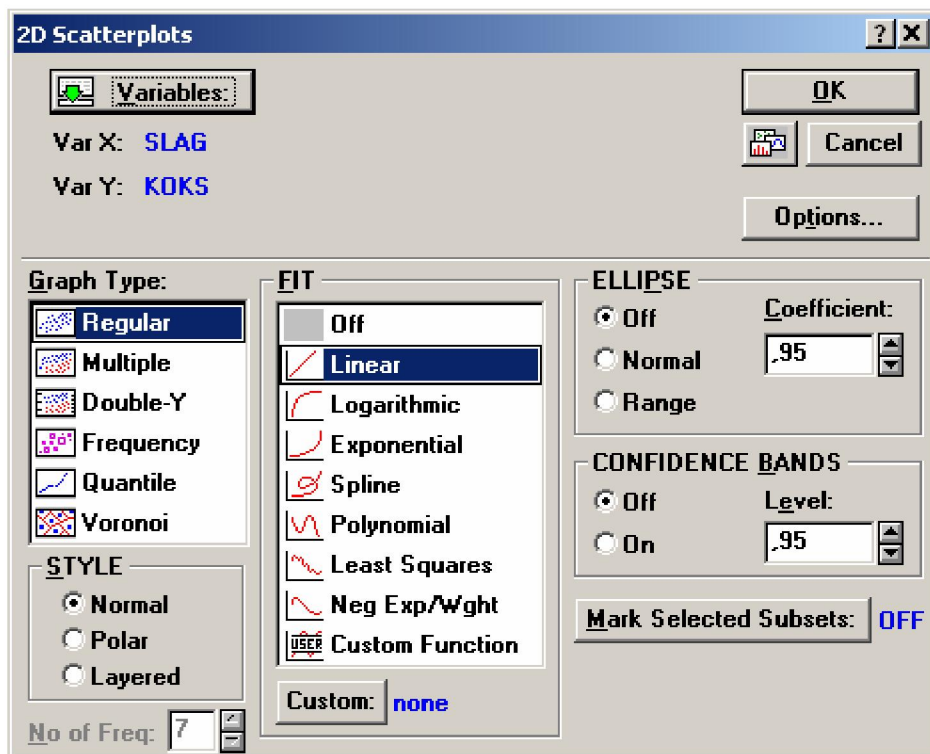 2D Scatterplots
Variables:
Var X: SLAG
Var Y: KOKS
OK
Cancel
Options...
Graph Type:
Regular
Multiple
Double-Y
Frequency
Quantile
Voronoi
STYLE
Normal
Polar
Layered
No of Freq: 7
FIT
Off
Linear
Logarithmic
Exponential
Spline
Polynomial
Least Squares
Neg Exp/Wght
USER Custom Function
Custom: none
ELLIPSE
Off
Normal
Range
Coefficient:
,95
CONFIDENCE BANDS
Off
On
Level:
,95
Mark Selected Subsets: OFF